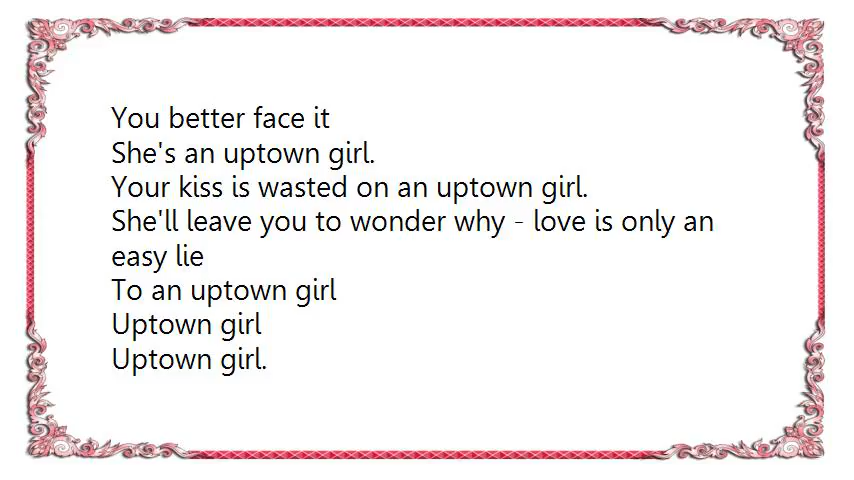 You better face it
She's an uptown girl.
Your kiss is wasted on an uptown girl.
She'll leave you to wonder why - love is only an
easy lie
To an uptown girl
Uptown girl
Uptown girl.